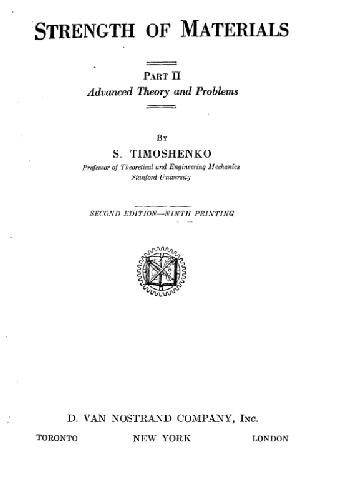 STRENGTH OF MATERIALS
PART II
Advanced Theory and Problems
BY
S. TIMOSHENKO
Professor of Theoretical and Engineering Mechanics
Stanford University
SECOND EDITION—NINTH PRINTING
D. VAN NOSTRAND COMPANY, INC.
TORONTO NEW YORK LONDON